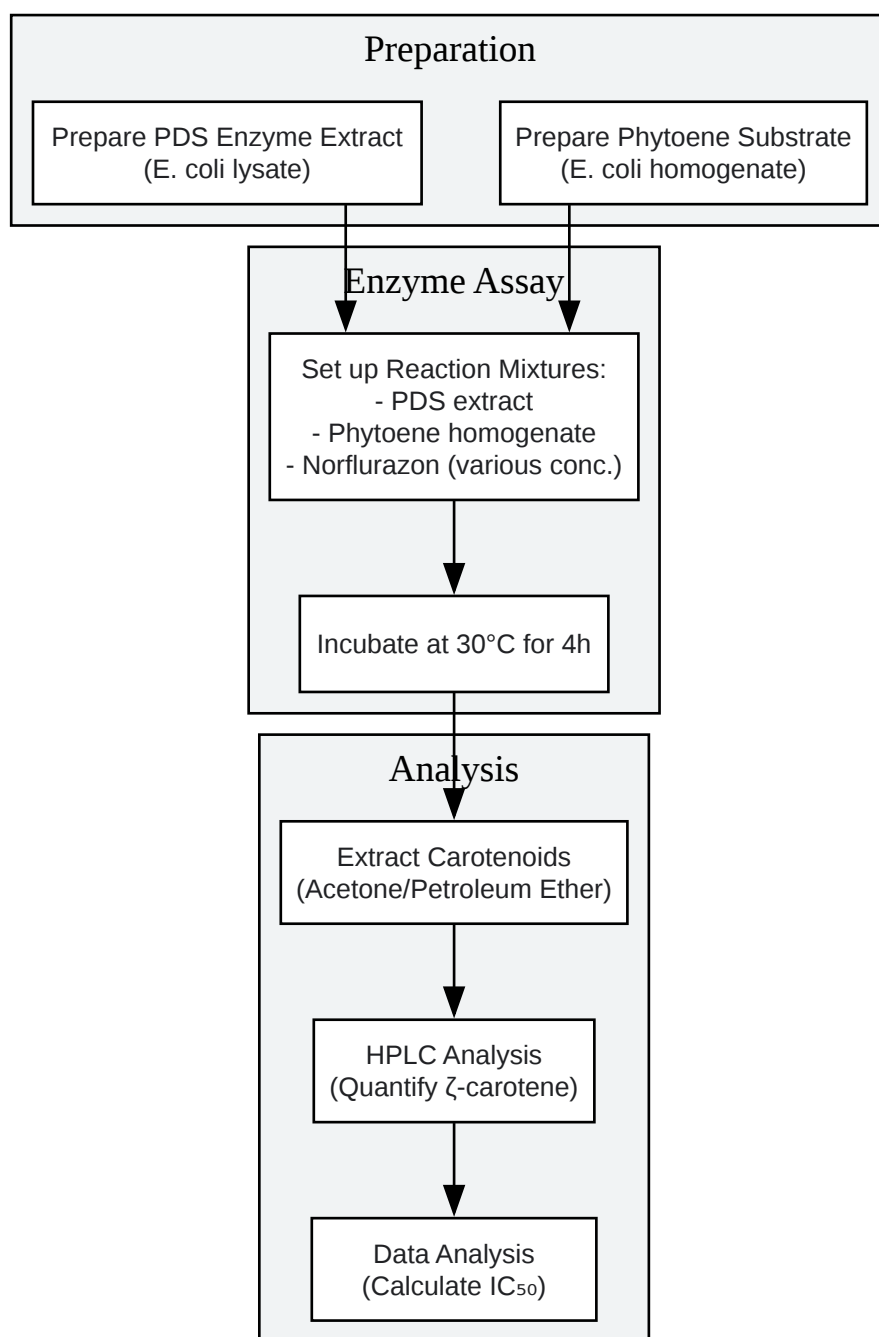 Preparation
Prepare PDS Enzyme Extract
(E. coli lysate)
Prepare Phytoene Substrate
(E. coli homogenate)
Enzyme Assay
Set up Reaction Mixtures:
- PDS extract
- Phytoene homogenate
- Norflurazon (various conc.)
Incubate at 30°C for 4h
Analysis
Extract Carotenoids
(Acetone/Petroleum Ether)
HPLC Analysis
(Quantify ζ-carotene)
Data Analysis
(Calculate IC₅₀)